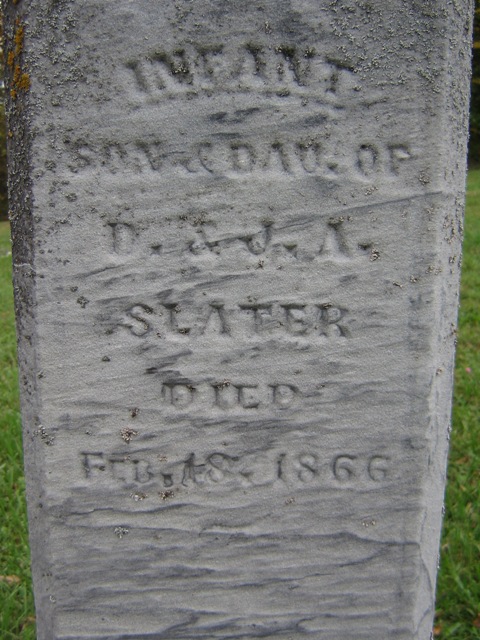 INFANT
SON & DAU. OF
D. & J. A.
SLATER
DIED
FEB. 18. 1866